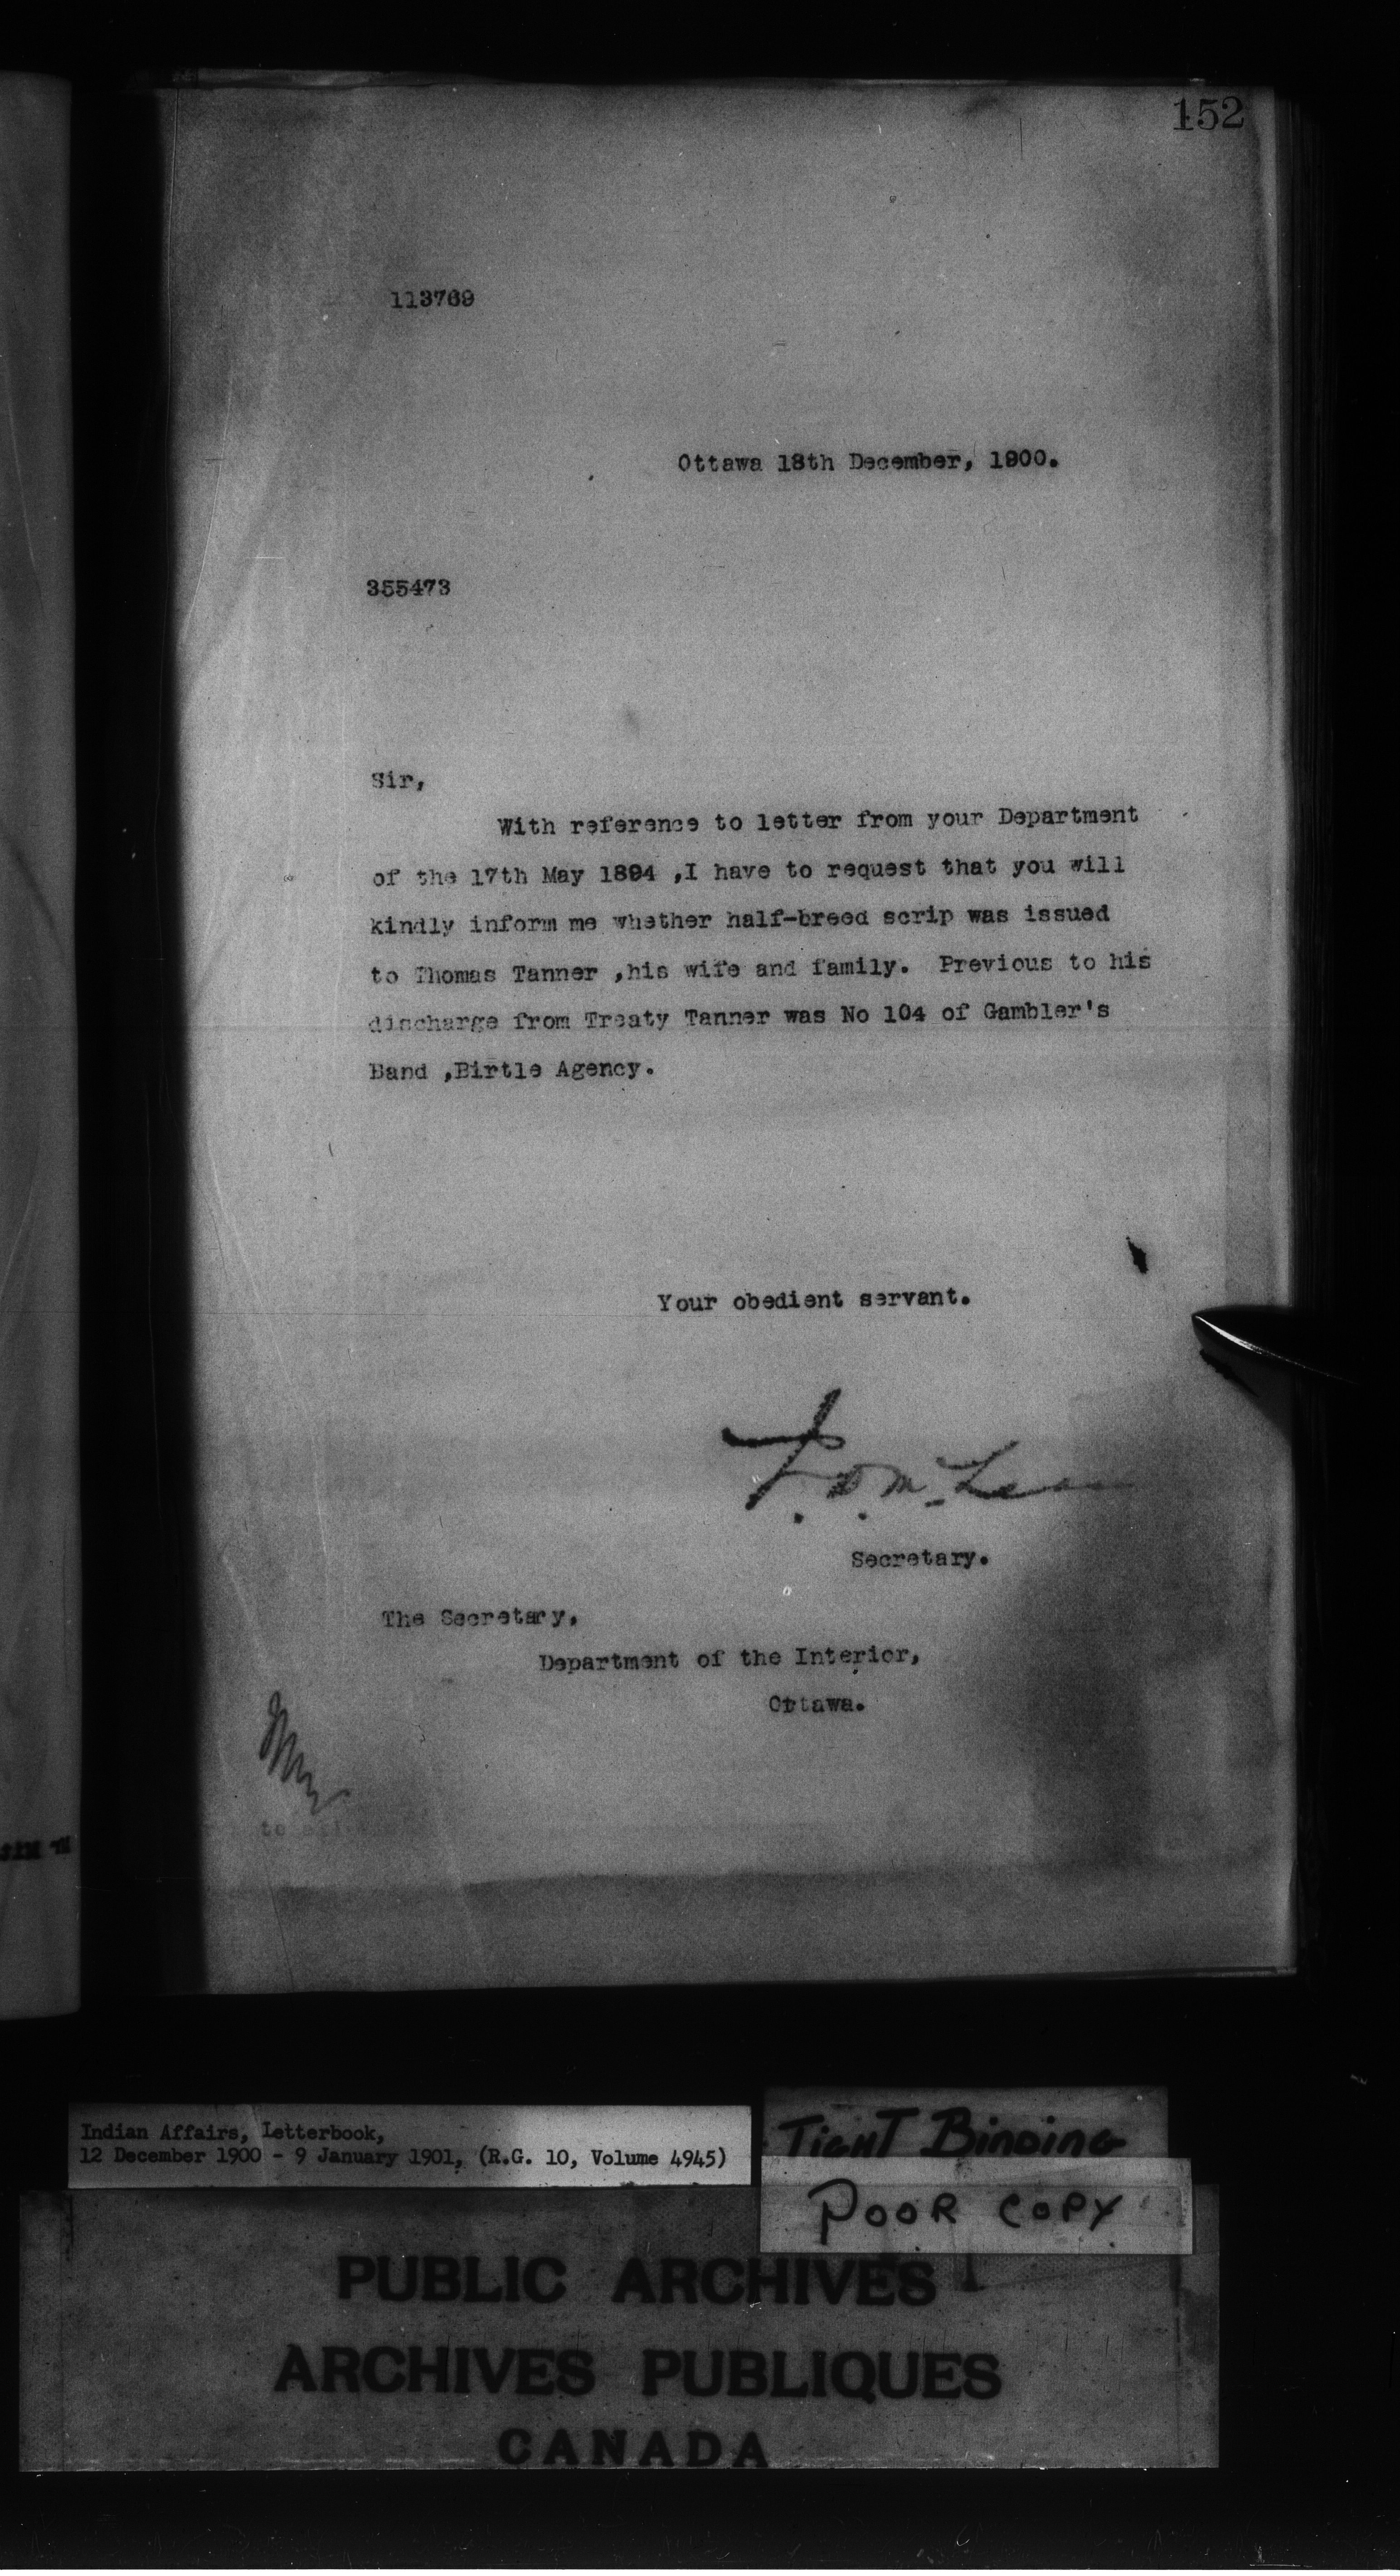 152
113769
Ottawa 18th December, 1900.
355473
Sir,
With reference to letter from your Department
of the 17th May 1894 ,I have to request that you will
kindly inform me whether half-breed scrip was issued
to Thomas Tanner ,his wife and family. Previous to his
discharge from Treaty Tanner was No 104 of Gambler's
Band ,Birtle Agency.
Your obedient servant.
J. D. McLean
Secretary.
The Secretary,
Department of the Interior,
Ottawa.
Indian Affairs, Letterbook,
12 December 1900 - 9 January 1901, (R.G. 10, Volume 4945)
TIGHT BINDING
POOR COPY
PUBLIC ARCHIVES
ARCHIVES PUBLIQUES
CANADA